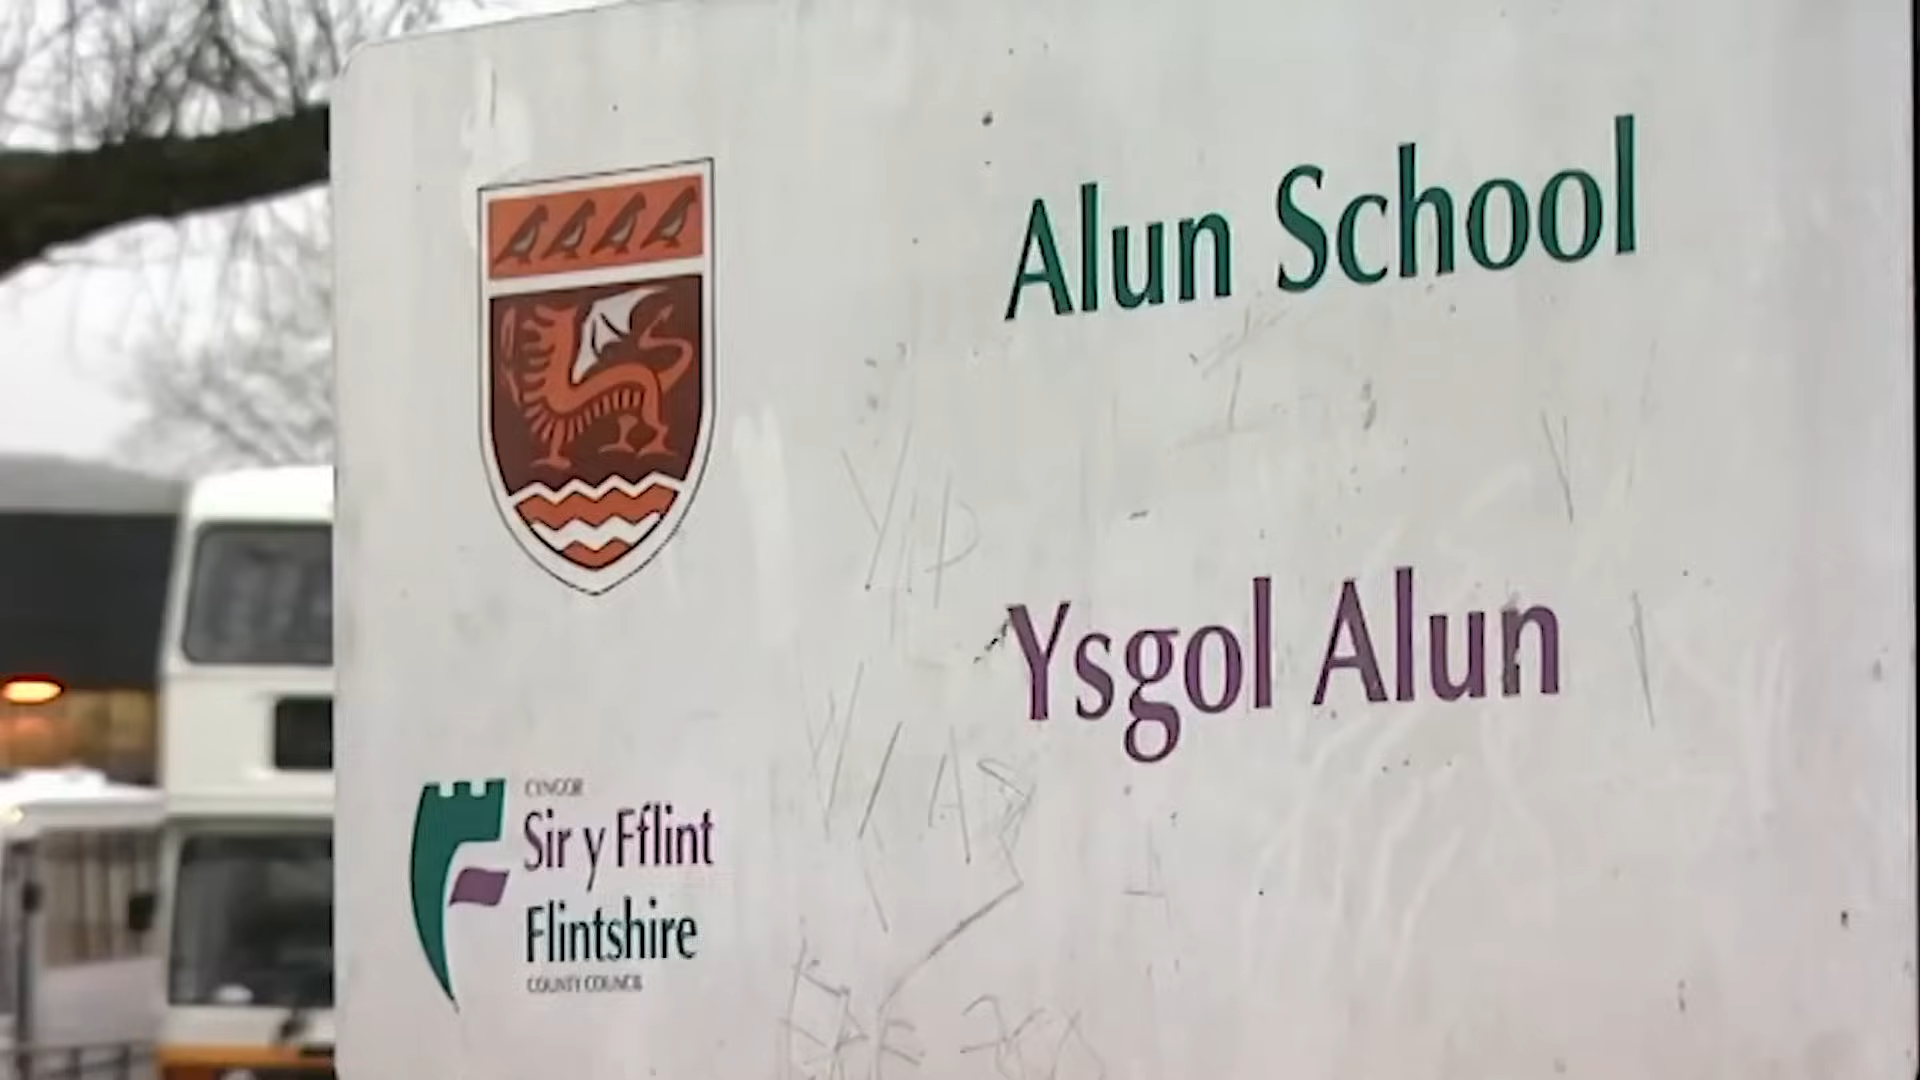 Alun School
Ysgol Alun
CYNGOR
Sir y Fflint
Flintshire
COUNTY COUNCIL